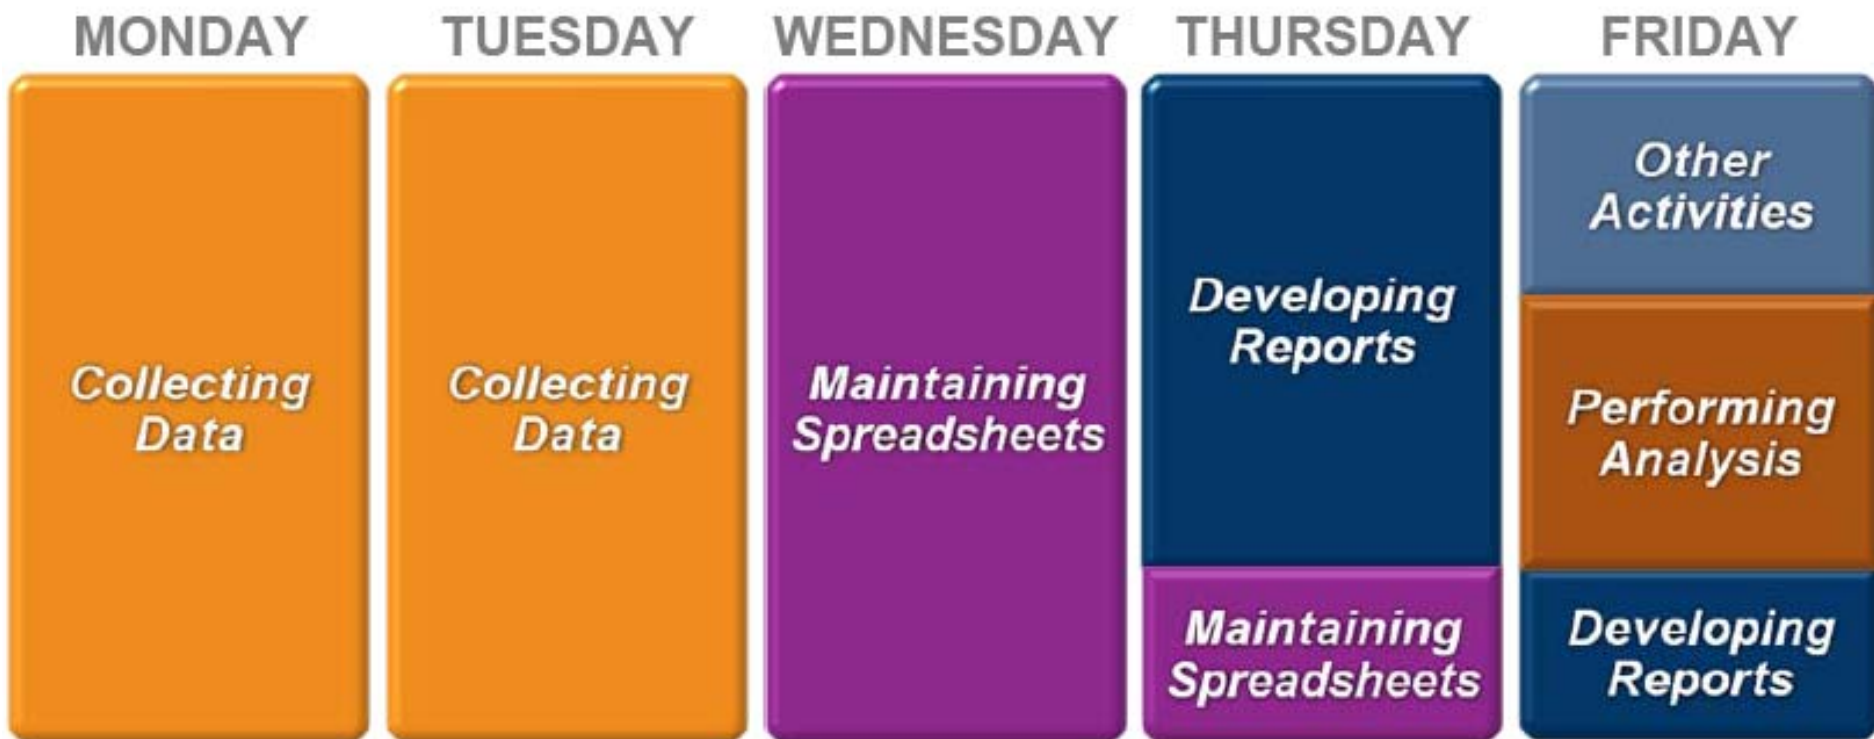 MONDAY
TUESDAY
WEDNESDAY
THURSDAY
FRIDAY
Collecting
Data
Collecting
Data
Maintaining
Spreadsheets
Developing
Reports
Maintaining
Spreadsheets
Other
Activities
Performing
Analysis
Developing
Reports